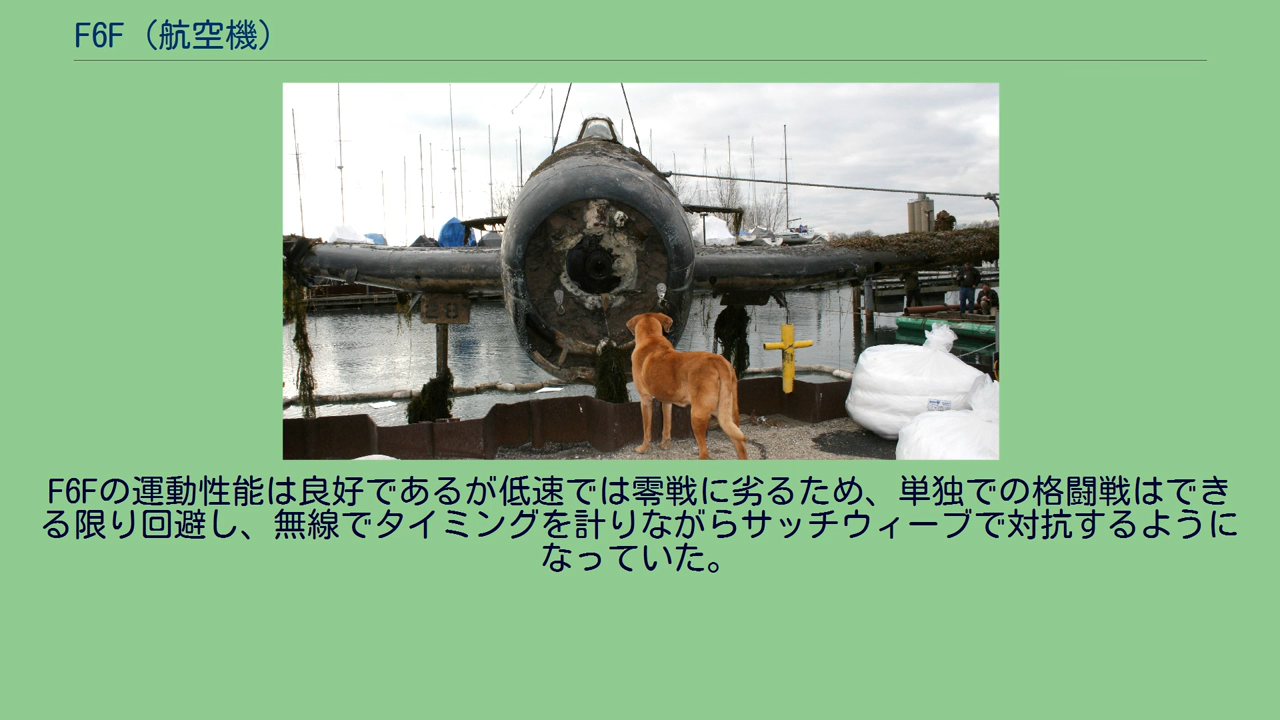 F6F（航空機）
F6Fの運動性能は良好であるが低速では零戦に劣るため、単独での格闘戦はでき
る限り回避し、無線でタイミングを計りながらサッチウィーブで対抗するように
なっていた。